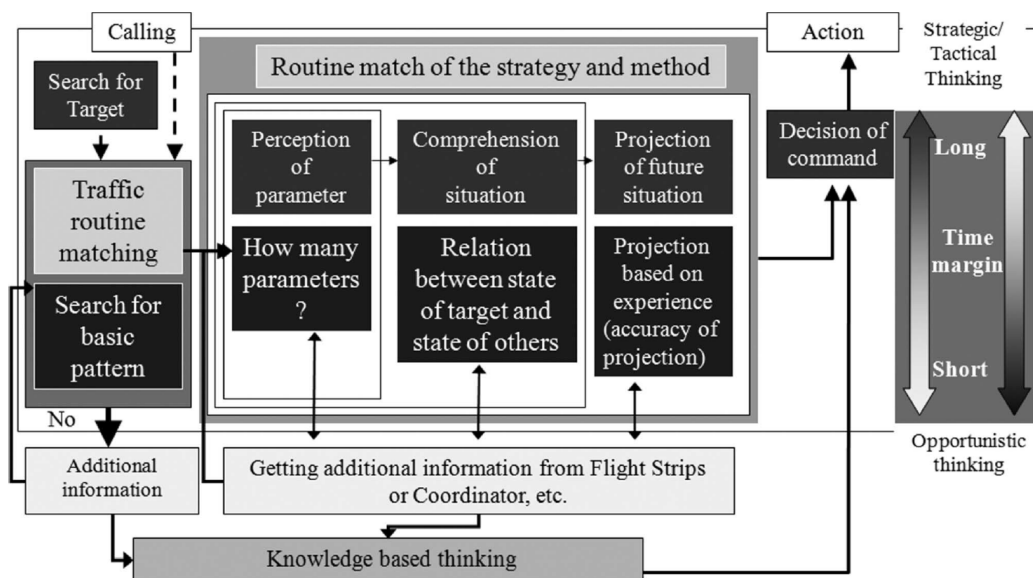 Calling
Search for
Target
Traffic
routine
matching
Search for
basic
pattern
No
Additional
information
Routine match of the strategy and method
Perception
of
parameter
Comprehension
of
situation
Projection
of future
situation
How many
parameters
?
Relation
between state
of target and
state of others
Projection
based on
experience
(accuracy of
projection)
Getting additional information from Flight Strips
or Coordinator, etc.
Knowledge based thinking
Action
Decision of
command
Strategic/
Tactical
Thinking
Long
Time
margin
Short
Opportunistic
thinking